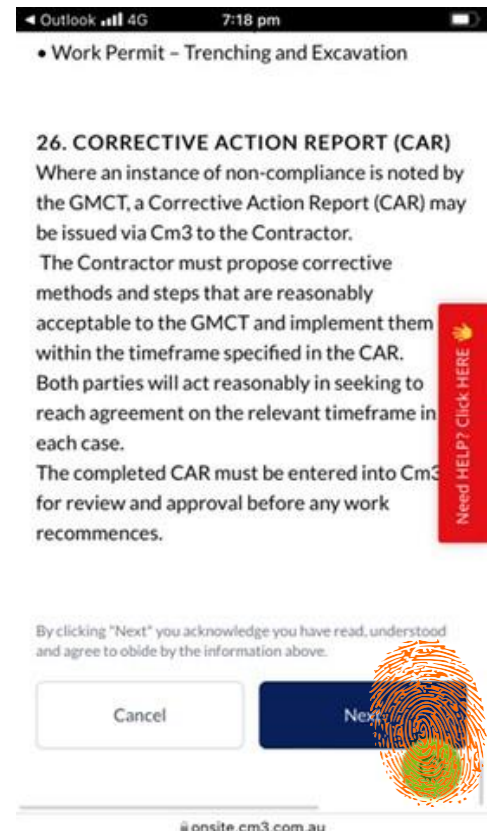 ◀ Outlook 4G 7:18 pm
• Work Permit – Trenching and Excavation
26. CORRECTIVE ACTION REPORT (CAR)
Where an instance of non-compliance is noted by
the GMCT, a Corrective Action Report (CAR) may
be issued via Cm3 to the Contractor.
The Contractor must propose corrective
methods and steps that are reasonably
acceptable to the GMCT and implement them
within the timeframe specified in the CAR.
Both parties will act reasonably in seeking to
reach agreement on the relevant timeframe in
each case.
The completed CAR must be entered into Cm3
for review and approval before any work
recommences.
Need HELP? Click HERE 👋
By clicking "Next" you acknowledge you have read, understood
and agree to obide by the information above.
Cancel Next
onsite.cm3.com.au